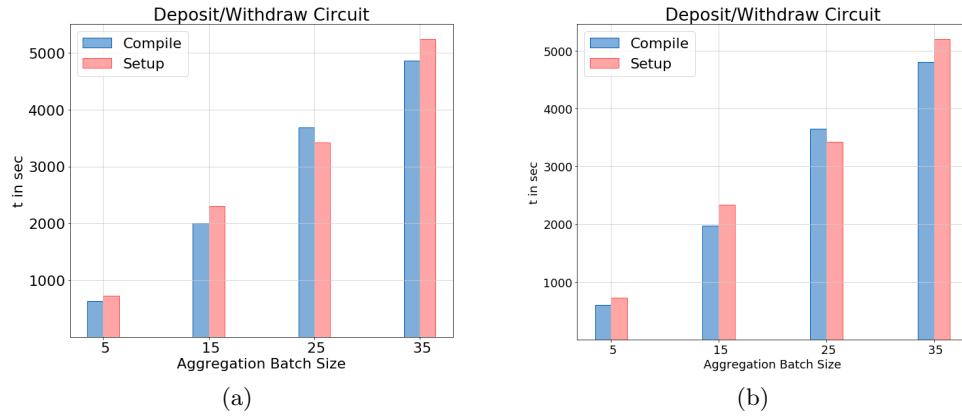 Deposit/Withdraw Circuit
Compile
Setup
5000
4000
3000
2000
1000
t in sec
5 15 25 35
Aggregation Batch Size
(a)
Deposit/Withdraw Circuit
Compile
Setup
5000
4000
3000
2000
1000
t in sec
5 15 25 35
Aggregation Batch Size
(b)